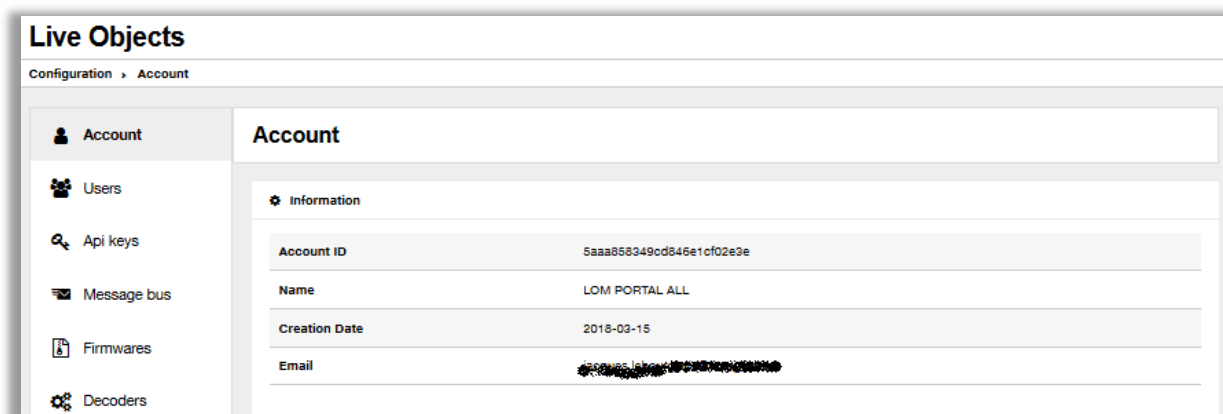 Live Objects
Configuration › Account
Account
Users
Api keys
Message bus
Firmwares
Decoders
Account
Information
Account ID 5aaa858349cd846e1cf02e3e
Name LOM PORTAL ALL
Creation Date 2018-03-15
Email